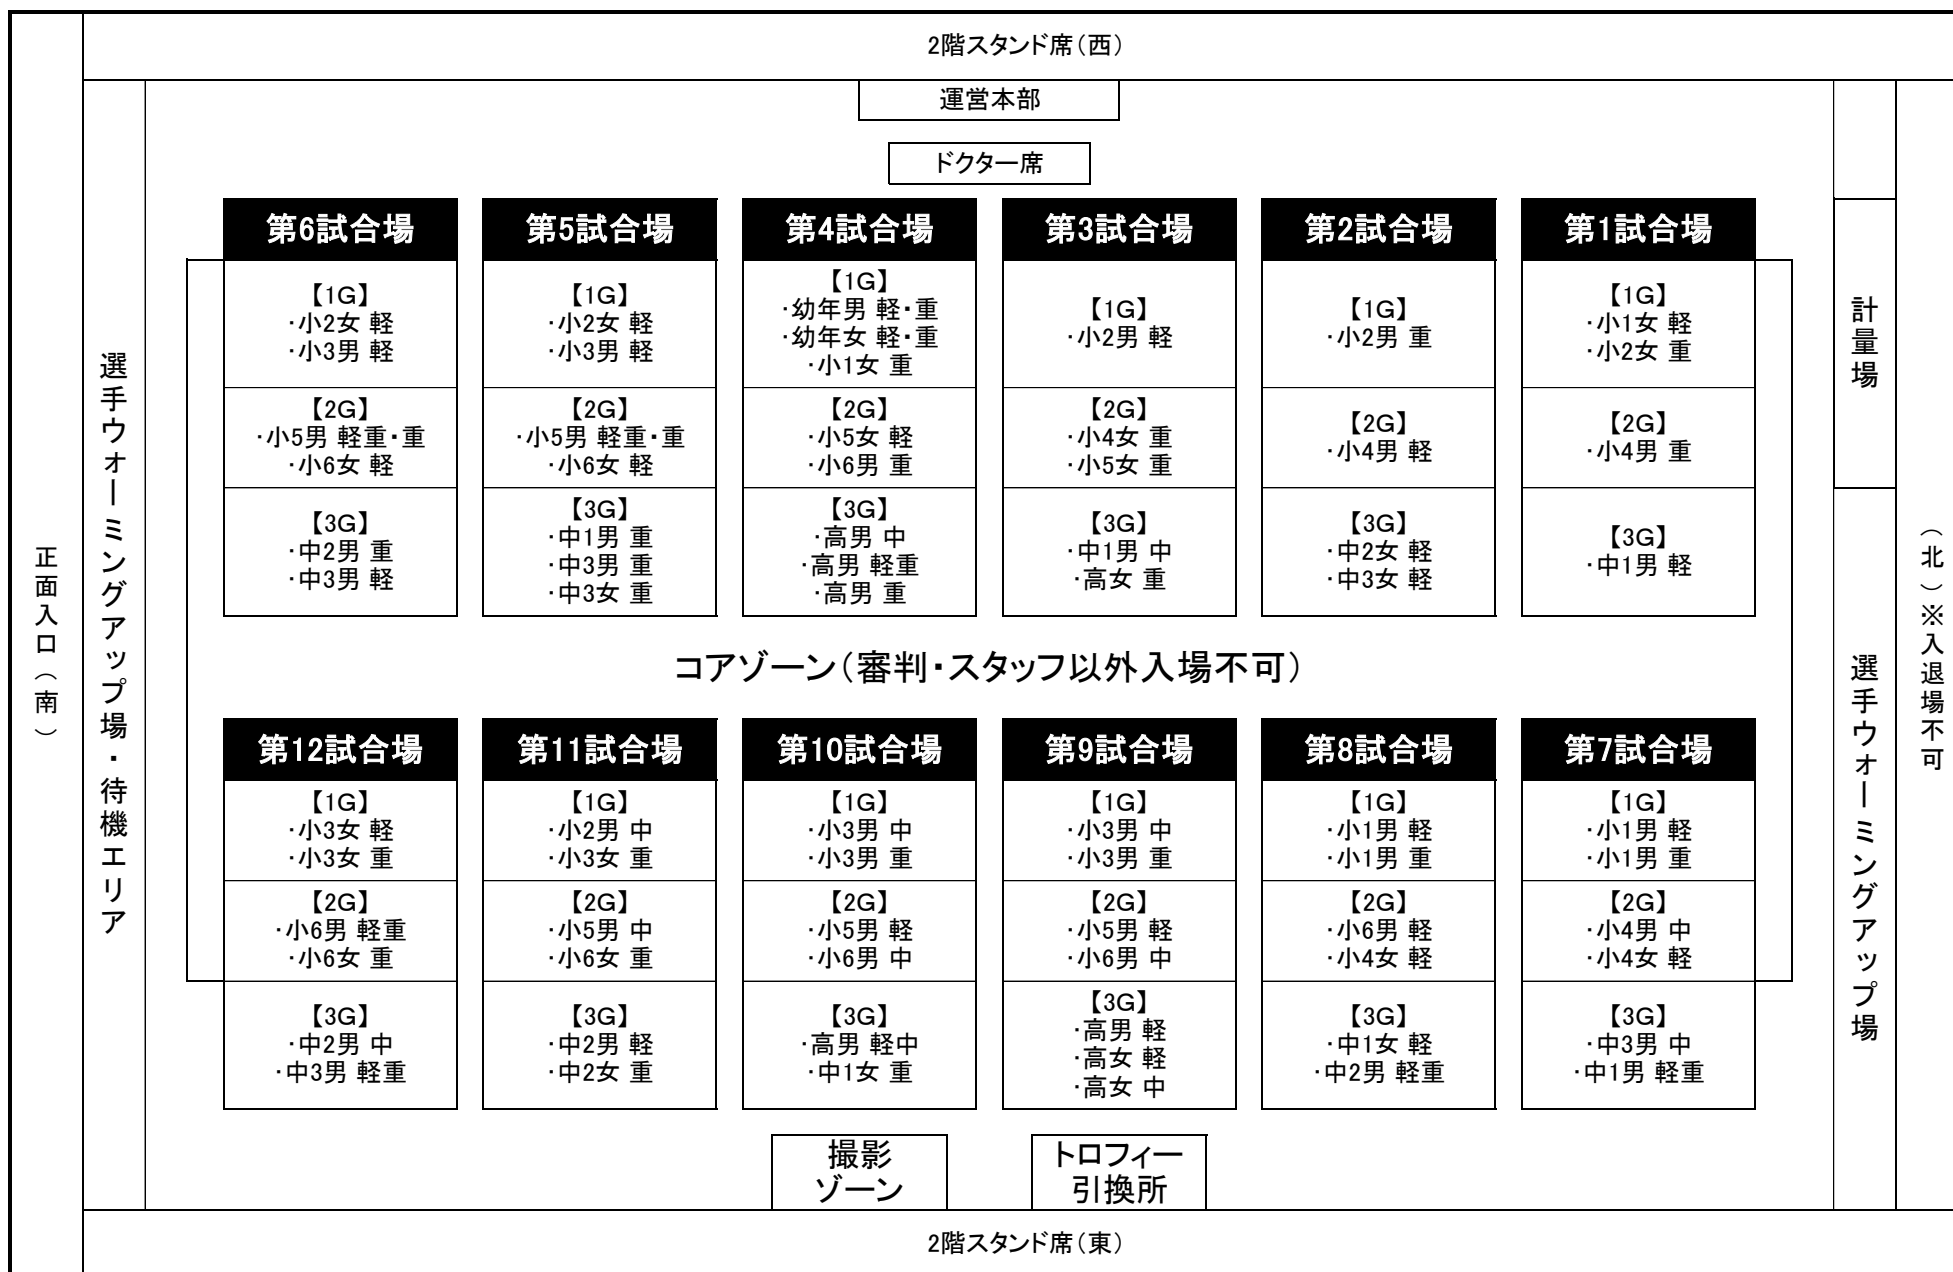 2階スタンド席(西)
運営本部
ドクター席
正面入口(南)
選手ウォーミングアップ場・待機エリア
第6試合場
【1G】
・小2女 軽
・小3男 軽
【2G】
・小5男 軽重・重
・小6女 軽
【3G】
・中2男 重
・中3男 軽
第5試合場
【1G】
・小2女 軽
・小3男 軽
【2G】
・小5男 軽重・重
・小6女 軽
【3G】
・中1男 重
・中3男 重
・中3女 重
第4試合場
【1G】
・幼年男 軽・重
・幼年女 軽・重
・小1女 重
【2G】
・小5女 軽
・小6男 重
【3G】
・高男 中
・高男 軽重
・高男 重
第3試合場
【1G】
・小2男 軽
【2G】
・小4女 重
・小5女 重
【3G】
・中1男 中
・高女 重
第2試合場
【1G】
・小2男 重
【2G】
・小4男 軽
【3G】
・中2女 軽
・中3女 軽
第1試合場
【1G】
・小1女 軽
・小2女 重
【2G】
・小4男 重
【3G】
・中1男 軽
計量場
選手ウォーミングアップ場
(北)※入退場不可
コアゾーン(審判・スタッフ以外入場不可)
第12試合場
【1G】
・小3女 軽
・小3女 重
【2G】
・小6男 軽重
・小6女 重
【3G】
・中2男 中
・中3男 軽重
第11試合場
【1G】
・小2男 中
・小3女 重
【2G】
・小5男 中
・小6女 重
【3G】
・中2男 軽
・中2女 重
第10試合場
【1G】
・小3男 中
・小3男 重
【2G】
・小5男 軽
・小6男 中
【3G】
・高男 軽中
・中1女 重
第9試合場
【1G】
・小3男 中
・小3男 重
【2G】
・小5男 軽
・小6男 中
【3G】
・高男 軽
・高女 軽
・高女 中
第8試合場
【1G】
・小1男 軽
・小1男 重
【2G】
・小6男 軽
・小4女 軽
【3G】
・中1女 軽
・中2男 軽重
第7試合場
【1G】
・小1男 軽
・小1男 重
【2G】
・小4男 中
・小4女 軽
【3G】
・中3男 中
・中1男 軽重
撮影
ゾーン
トロフィー
引換所
2階スタンド席(東)